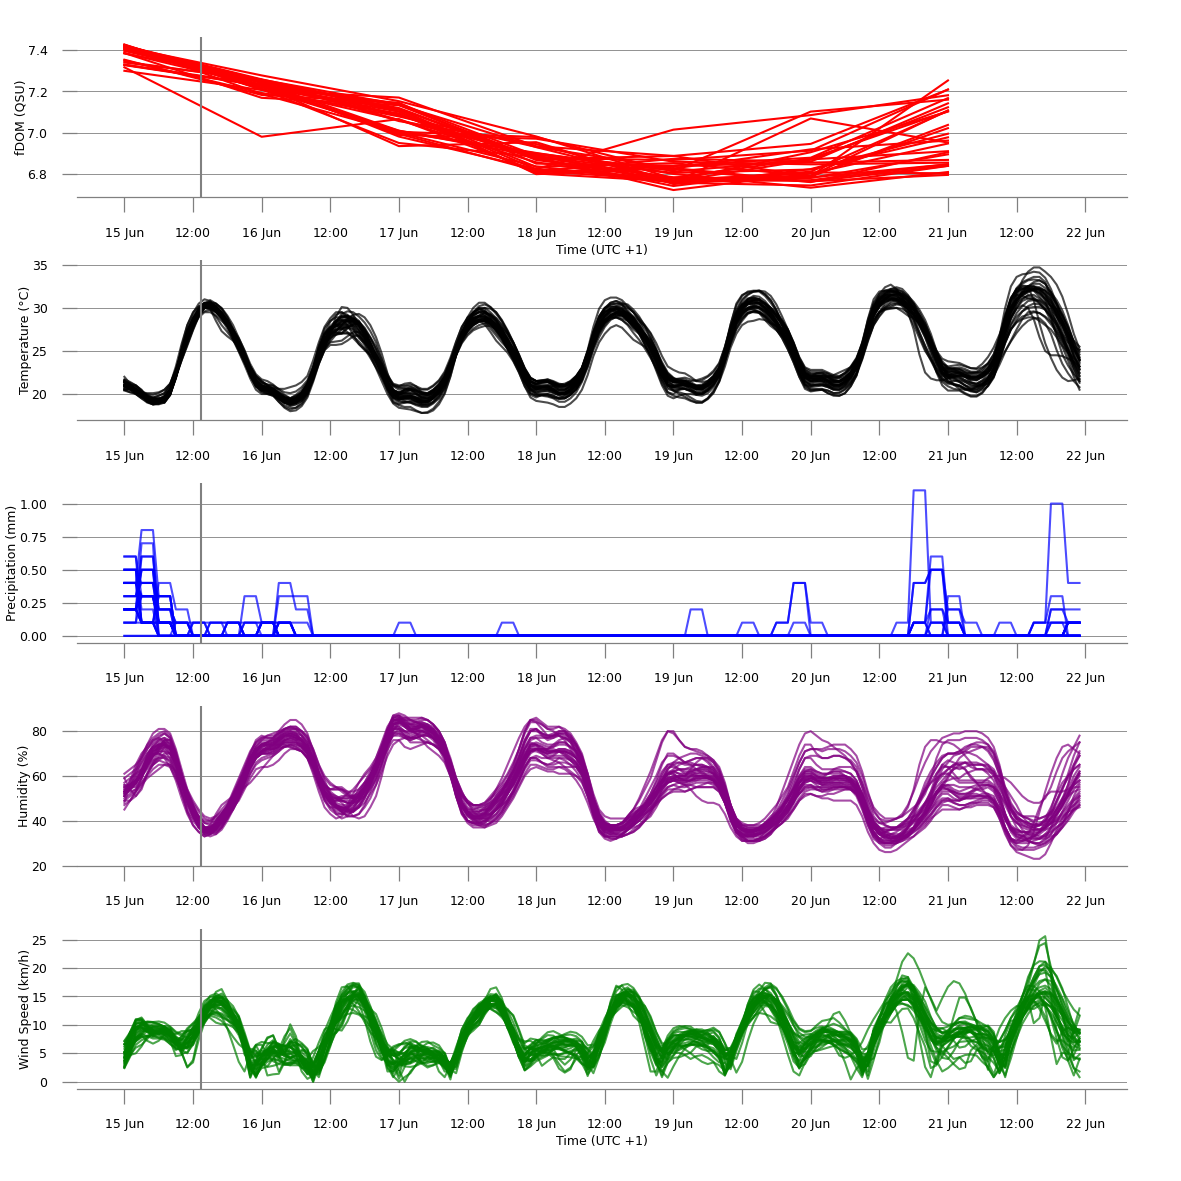 fDOM (QSU)
7.4
7.2
7.0
6.8
15 Jun 12:00 16 Jun 12:00 17 Jun 12:00 18 Jun 12:00 19 Jun 12:00 20 Jun 12:00 21 Jun 12:00 22 Jun
Time (UTC +1)
Temperature (°C)
35
30
25
20
15 Jun 12:00 16 Jun 12:00 17 Jun 12:00 18 Jun 12:00 19 Jun 12:00 20 Jun 12:00 21 Jun 12:00 22 Jun
Precipitation (mm)
1.00
0.75
0.50
0.25
0.00
15 Jun 12:00 16 Jun 12:00 17 Jun 12:00 18 Jun 12:00 19 Jun 12:00 20 Jun 12:00 21 Jun 12:00 22 Jun
Humidity (%)
80
60
40
20
15 Jun 12:00 16 Jun 12:00 17 Jun 12:00 18 Jun 12:00 19 Jun 12:00 20 Jun 12:00 21 Jun 12:00 22 Jun
Wind Speed (km/h)
25
20
15
10
5
0
15 Jun 12:00 16 Jun 12:00 17 Jun 12:00 18 Jun 12:00 19 Jun 12:00 20 Jun 12:00 21 Jun 12:00 22 Jun
Time (UTC +1)